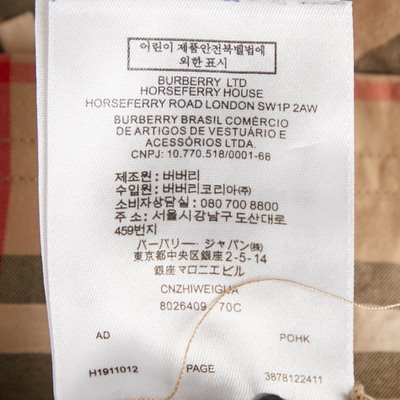 어린이 제품안전특별법에
의한 표시
BURBERRY LTD
HORSEFERRY HOUSE
HORSEFERRY ROAD LONDON SW1P 2AW
BURBERRY BRASIL COMÉRCIO
DE ARTIGOS DE VESTUÁRIO E
ACESSÓRIOS LTDA.
CNPJ: 10.770.518/0001-68
제조원 : 버버리
수입원 : 버버리코리아㈜
소비자상담실 : 080 700 8800
주 소 : 서울시강남구도산대로
459번지
バーバリー・ジャパン㈱
東京都中央区銀座2-5-14
銀座マロニエビル
CNZHIWEIGUA
8026409 / 70C
AD POHK
H1911012 PAGE 3878122411